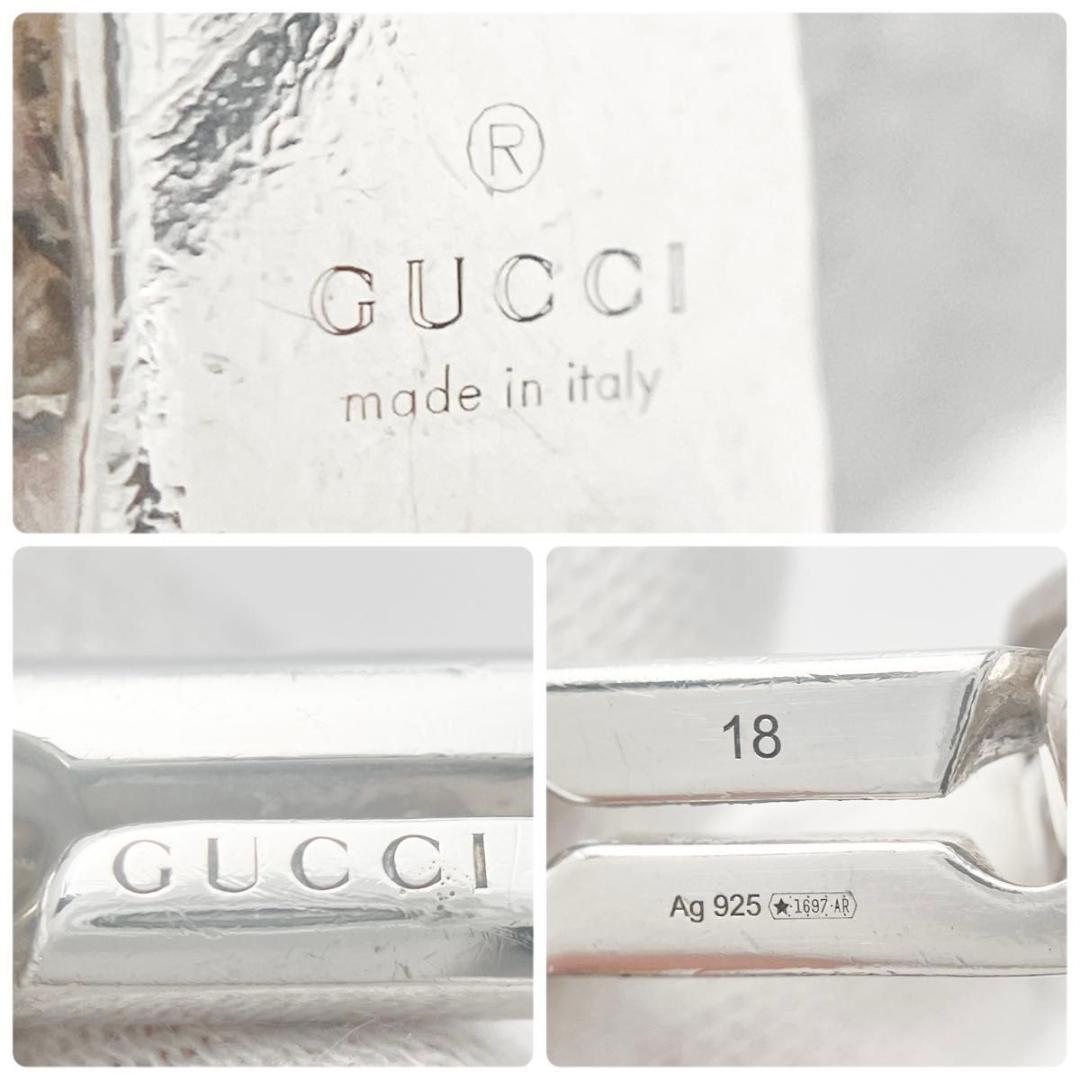 ®
GUCCI
made in italy
GUCCI
18
Ag 925 ★1697·AR